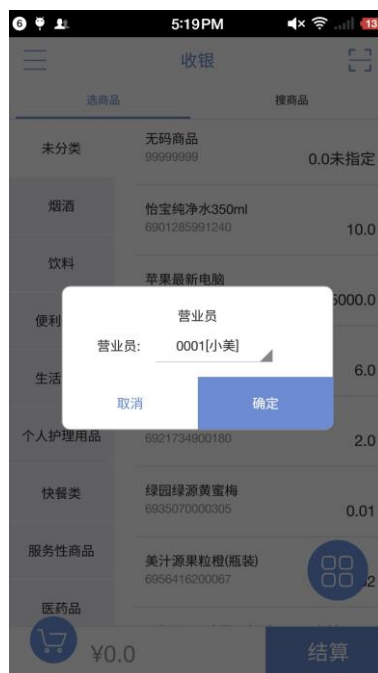 6
5:19PM
13
收银
选商品
搜商品
未分类
烟酒
饮料
便利
生活
个人护理用品
快餐类
服务性商品
医药品
无码商品
99999999
0.0未指定
怡宝纯净水350ml
6901285991240
10.0
苹果最新电脑
5000.0
6.0
6921734900180
2.0
绿园绿源黄蜜梅
6935070000305
0.01
美汁源果粒橙(瓶装)
6956416200067
2
营业员
营业员:
0001[小美]
取消
确定
¥0.0
结算